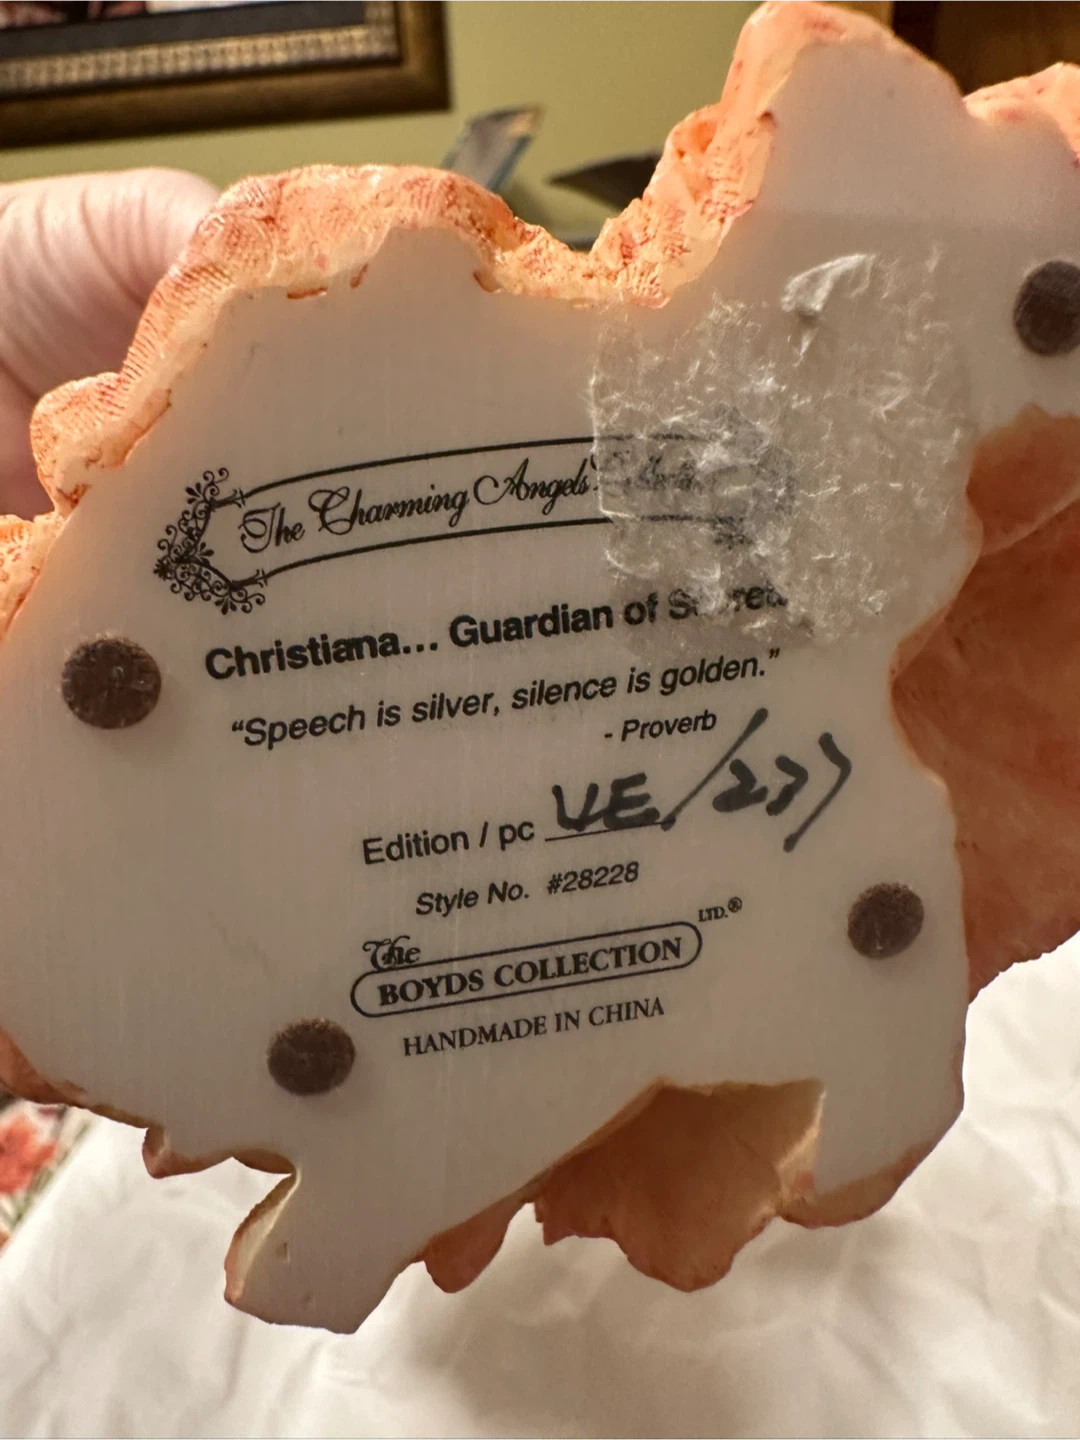 The Charming Angels
Christiana... Guardian of Secrets
“Speech is silver, silence is golden.”
- Proverb
Edition / pc
Style No. #28228
The
BOYDS COLLECTION LTD.®
HANDMADE IN CHINA